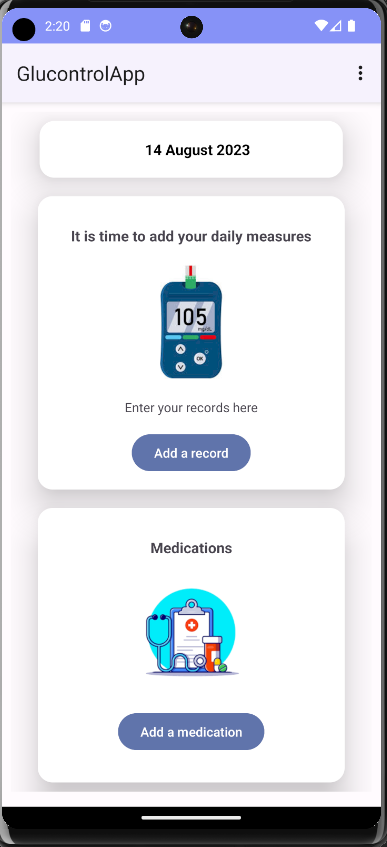 2:20
GlucontrolApp
14 August 2023
It is time to add your daily measures
105
mg/dL
OK
Enter your records here
Add a record
Medications
Add a medication